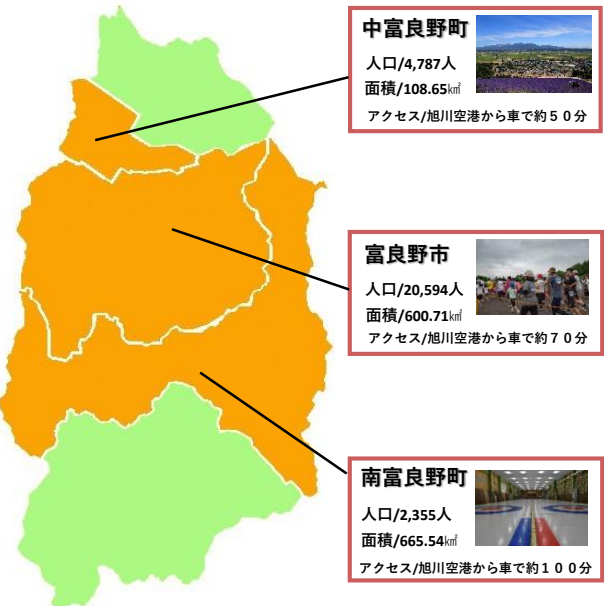 中富良野町
人口/4,787人
面積/108.65㎢
アクセス/旭川空港から車で約５０分
富良野市
人口/20,594人
面積/600.71㎢
アクセス/旭川空港から車で約７０分
南富良野町
人口/2,355人
面積/665.54㎢
アクセス/旭川空港から車で約１００分